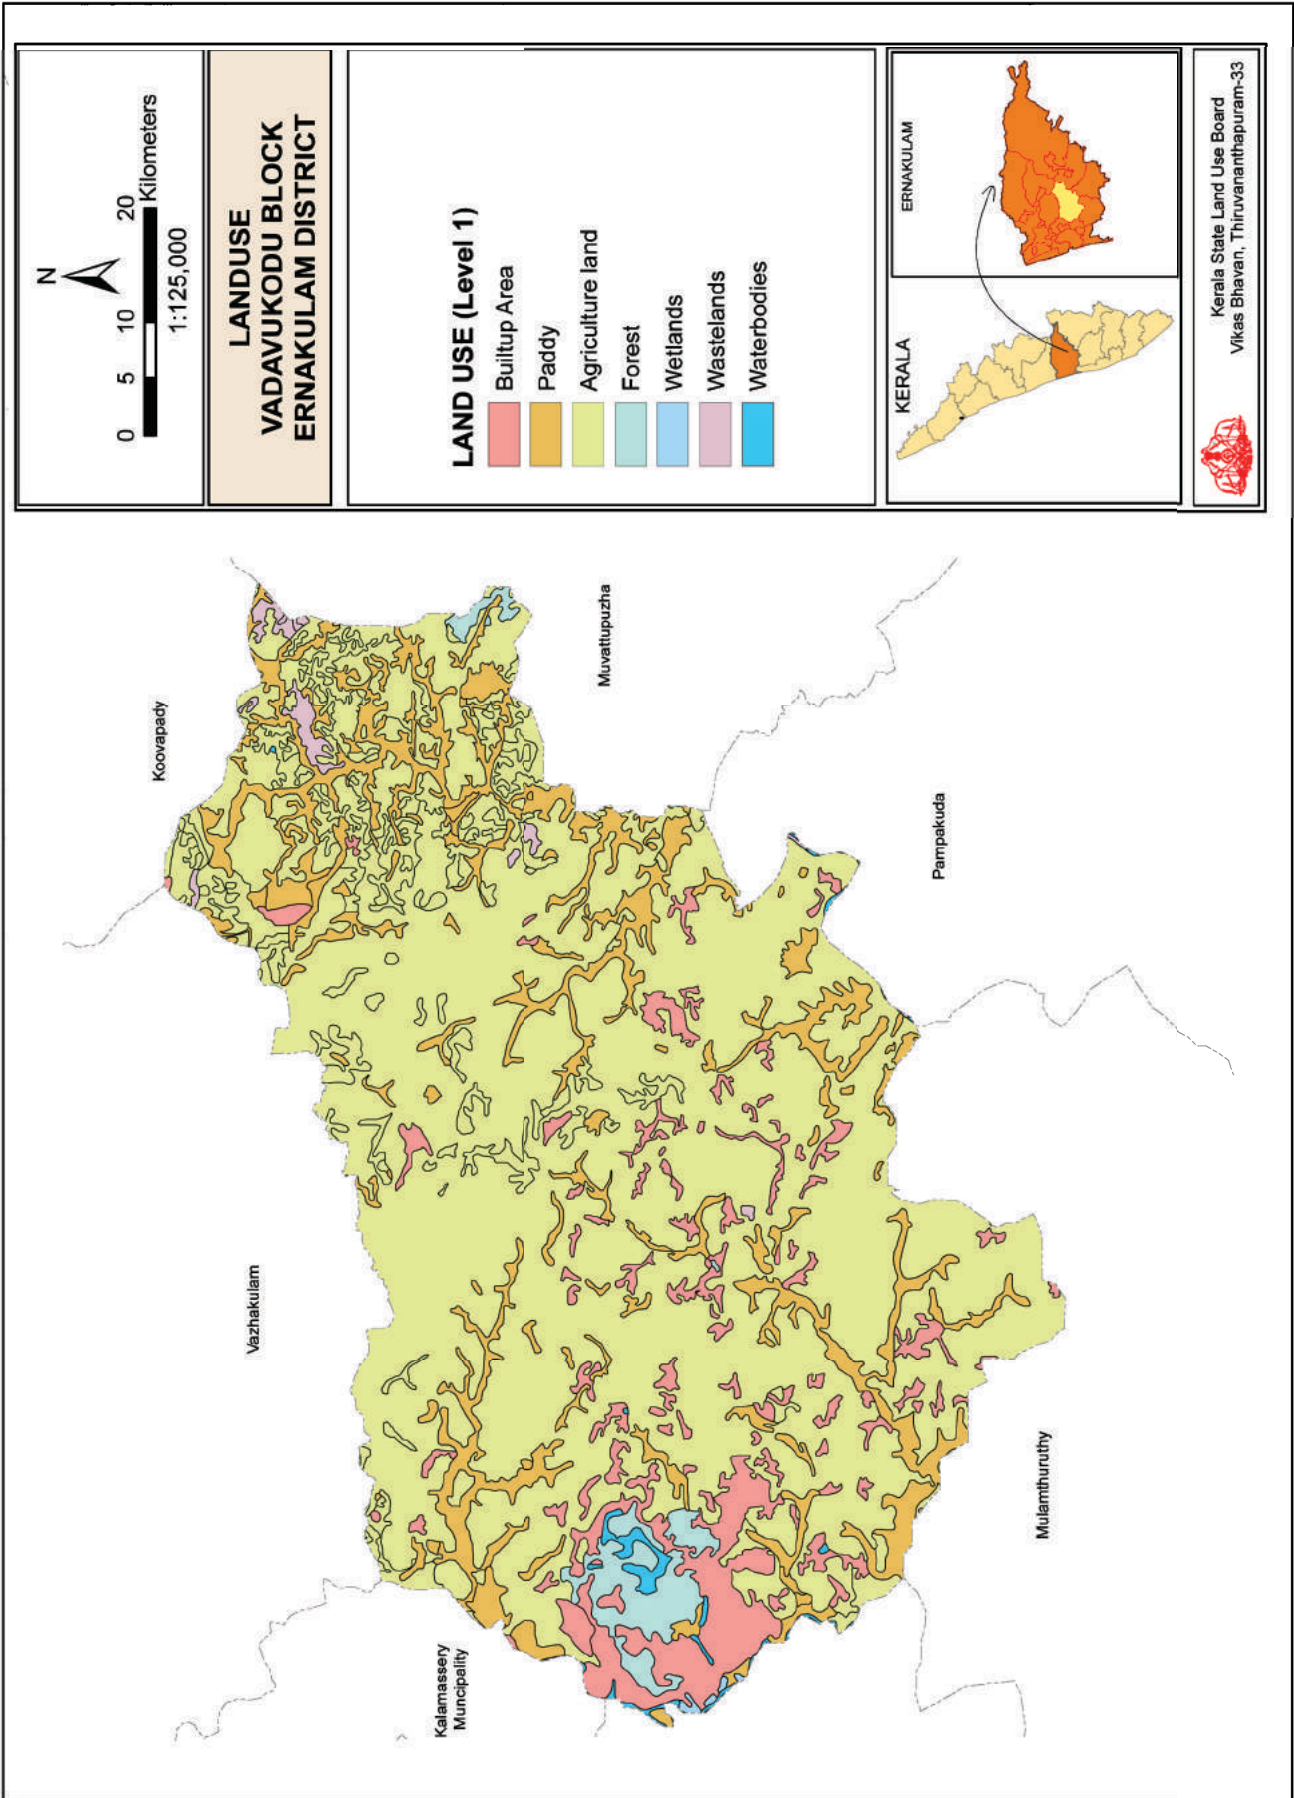 N
0 5 10 20
Kilometers
1:125,000
LANDUSE
VADAVUKODU BLOCK
ERNAKULAM DISTRICT
LAND USE (Level 1)
Builtup Area
Paddy
Agriculture land
Forest
Wetlands
Wastelands
Waterbodies
KERALA
ERNAKULAM
Kerala State Land Use Board
Vikas Bhavan, Thiruvananthapuram-33
Koovapady
Muvattupuzha
Vazhakulam
Pampakuda
Kalamassery
Muncipality
Mulamthuruthy